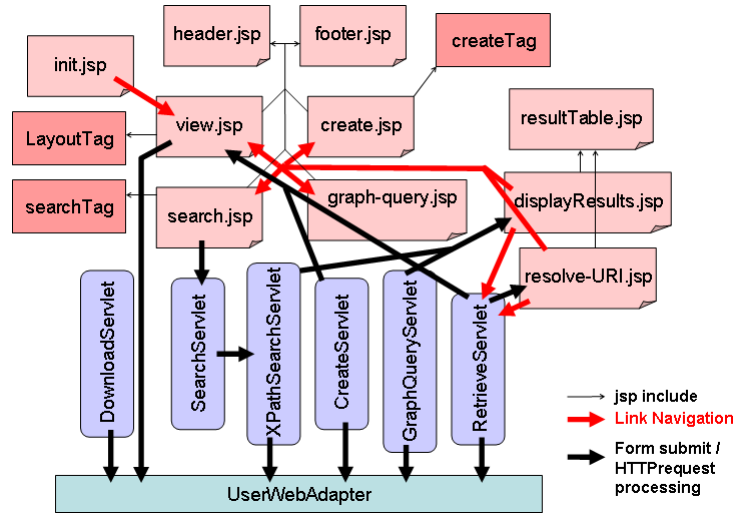 header.jsp
footer.jsp
createTag
init.jsp
view.jsp
create.jsp
resultTable.jsp
LayoutTag
searchTag
search.jsp
graph-query.jsp
displayResults.jsp
resolve-URI.jsp
DownloadServlet
SearchServlet
XPathSearchServlet
CreateServlet
GraphQueryServlet
RetrieveServlet
jsp include
Link Navigation
Form submit /
HTTPrequest
processing
UserWebAdapter